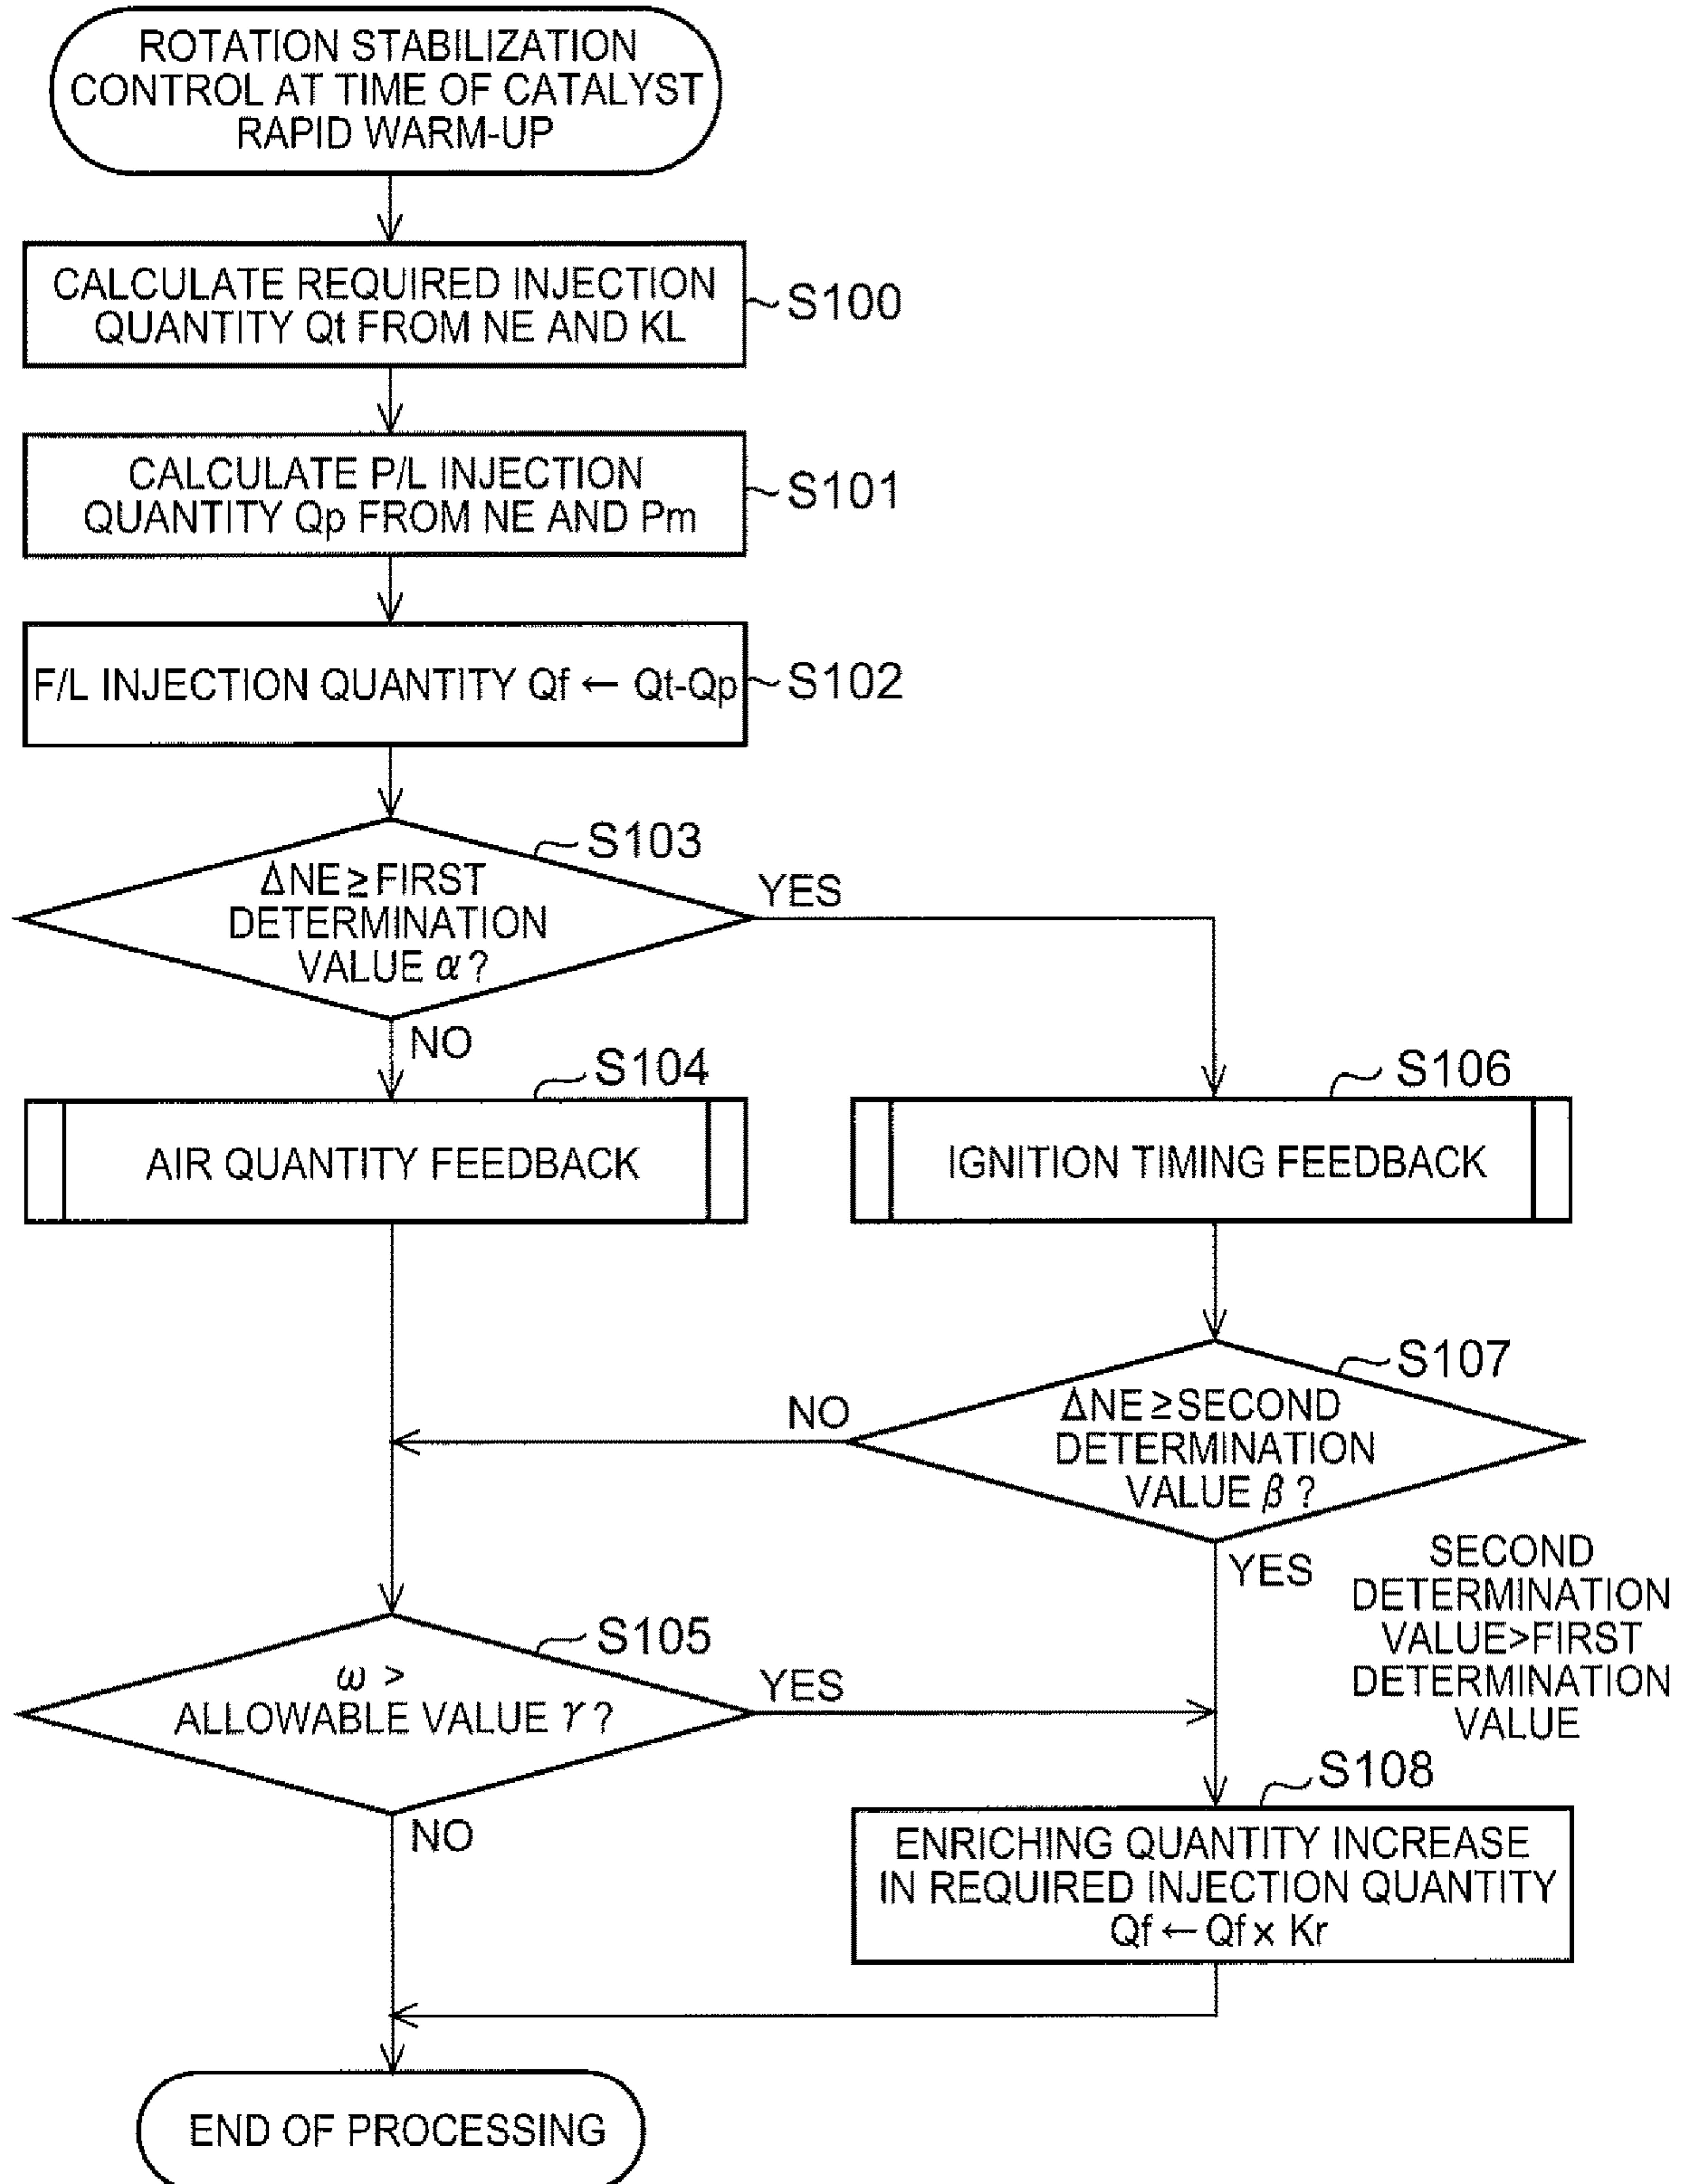 ROTATION STABILIZATION
CONTROL AT TIME OF CATALYST
RAPID WARM-UP
CALCULATE REQUIRED INJECTION
QUANTITY Qt FROM NE AND KL
S100
CALCULATE P/L INJECTION
QUANTITY Qp FROM NE AND Pm
S101
F/L INJECTION QUANTITY Qf ← Qt-Qp
S102
S103
ΔNE≥FIRST
DETERMINATION
VALUE α?
YES
NO
S104
AIR QUANTITY FEEDBACK
S106
IGNITION TIMING FEEDBACK
S107
ΔNE≥SECOND
DETERMINATION
VALUE β?
NO
YES
SECOND
DETERMINATION
VALUE>FIRST
DETERMINATION
VALUE
S105
ω >
ALLOWABLE VALUE γ?
YES
NO
S108
ENRICHING QUANTITY INCREASE
IN REQUIRED INJECTION QUANTITY
Qf←Qf× Kr
END OF PROCESSING